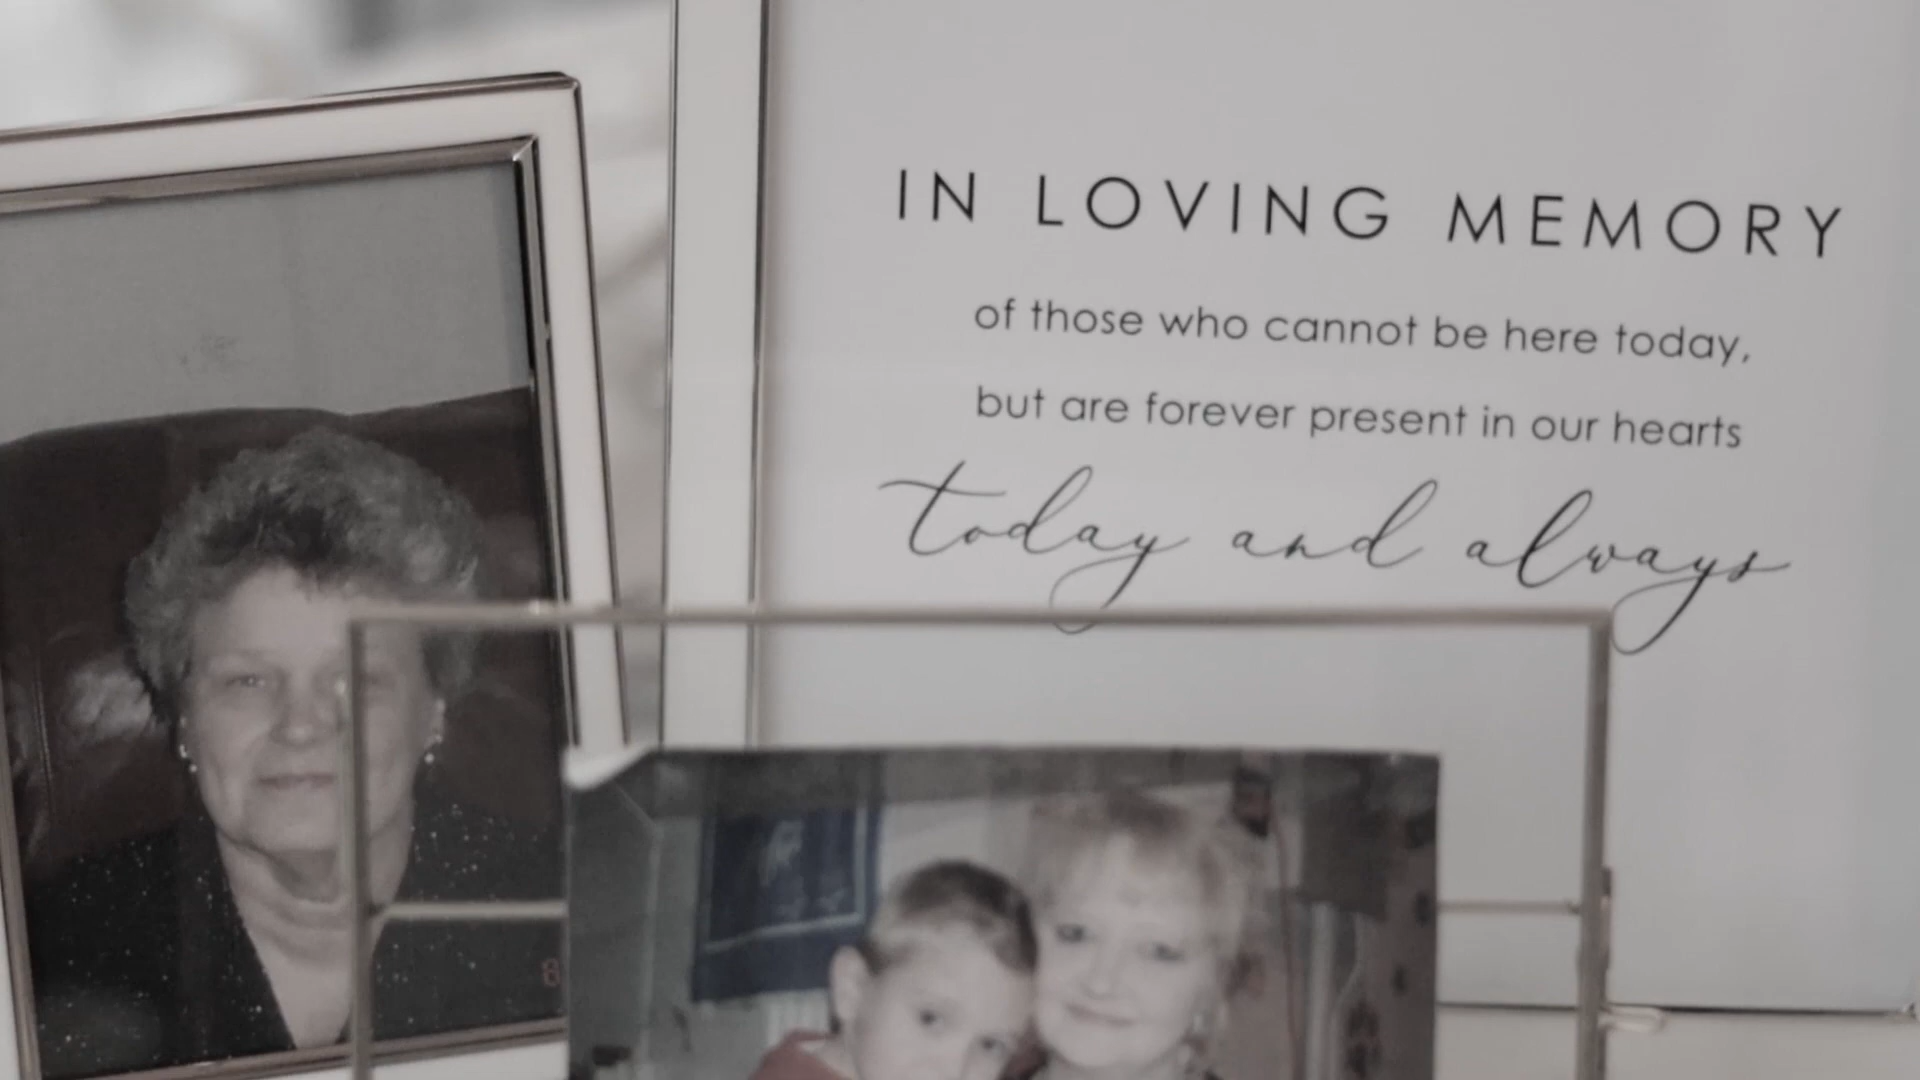 IN LOVING MEMORY
of those who cannot be here today,
but are forever present in our hearts
today and always
8